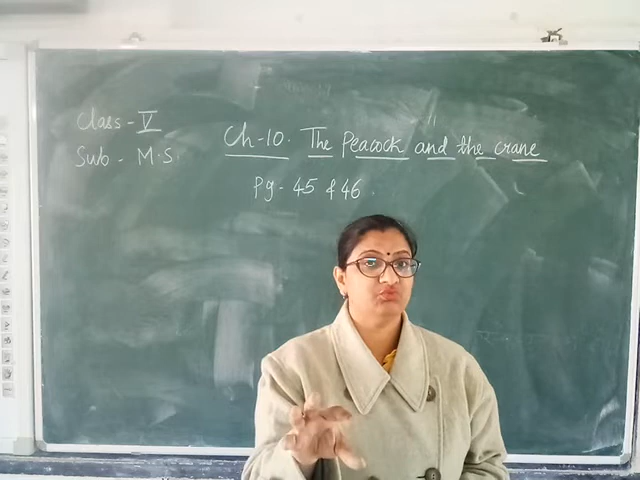 Class - V
Sub - M.S.
Ch-10. The Peacock and the crane
Pg - 45 & 46.